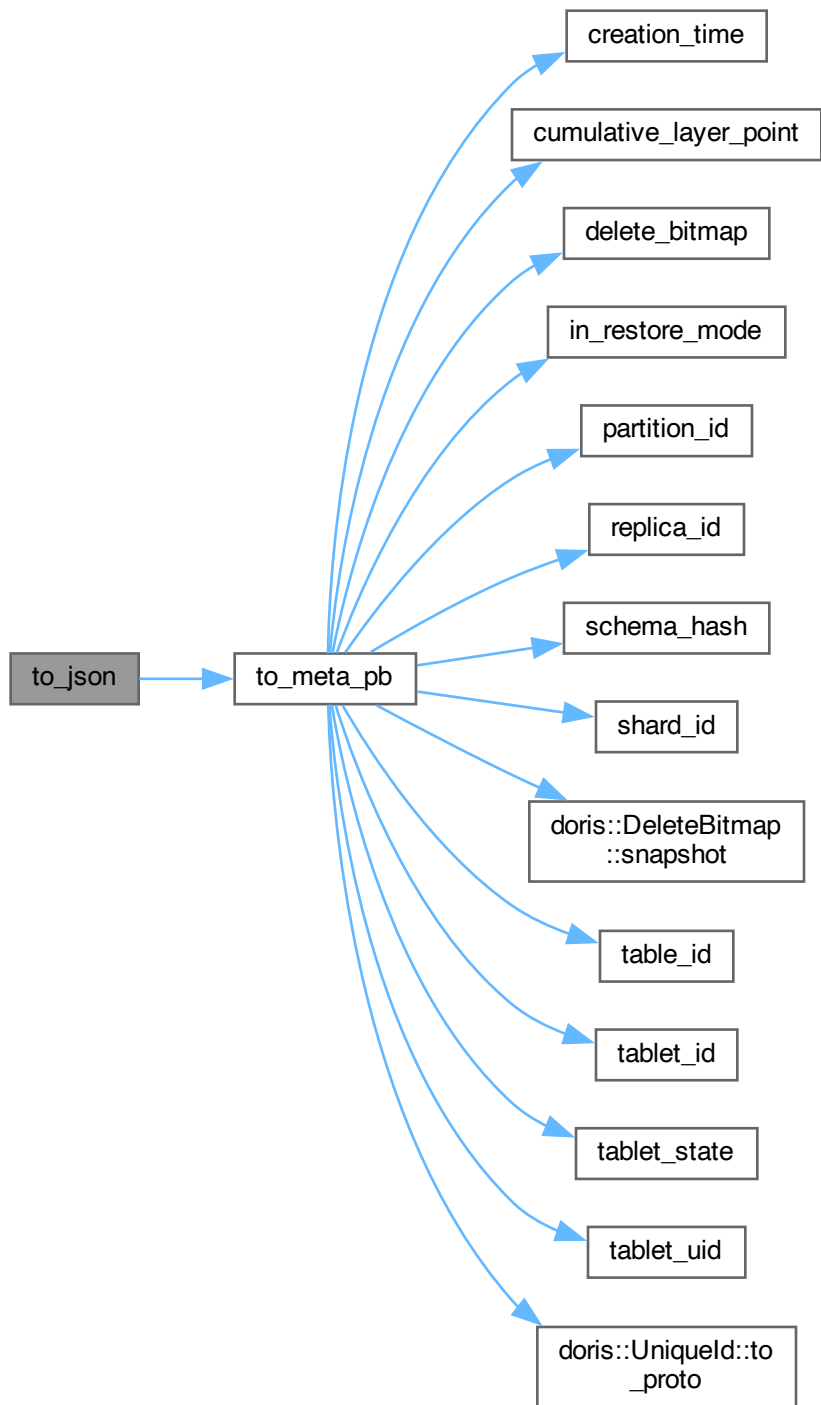 creation_time
cumulative_layer_point
delete_bitmap
in_restore_mode
partition_id
replica_id
schema_hash
to_json
to_meta_pb
shard_id
doris::DeleteBitmap
::snapshot
table_id
tablet_id
tablet_state
tablet_uid
doris::UniqueId::to
_proto